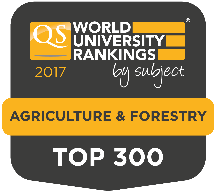 QS WORLD
UNIVERSITY
RANKINGS
®
2017 by subject
AGRICULTURE & FORESTRY
TOP 300